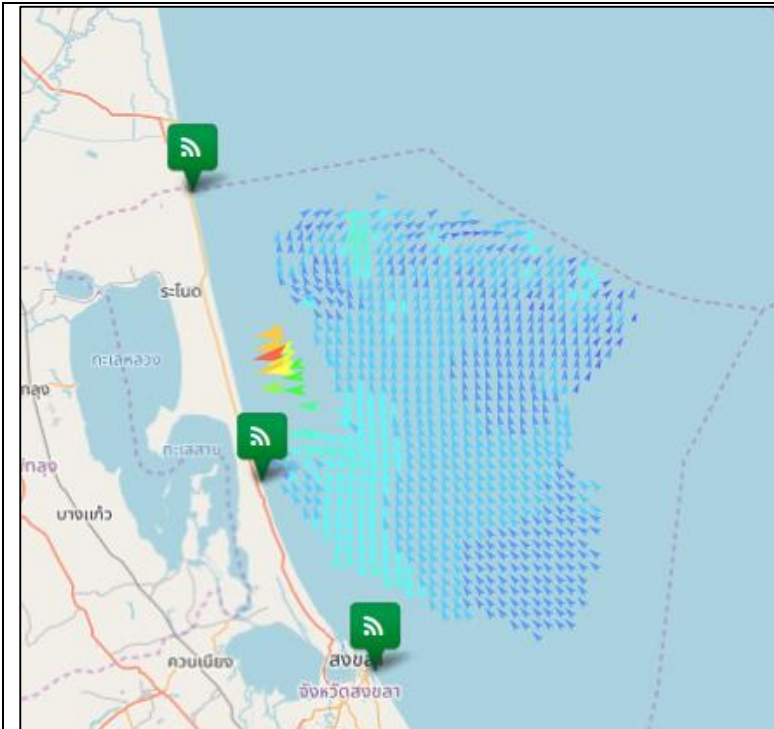 ระโนด
ทะเลหลวง
ทะเลสาบ
บางแก้ว
ควนเนียง
สงขลา
จังหวัดสงขลา